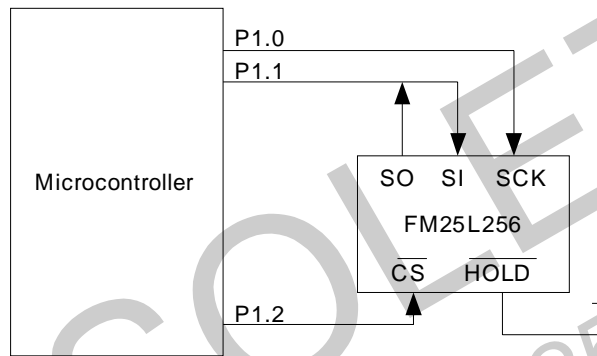 P1.0
P1.1
Microcontroller
SO SI SCK
FM25L256
CS HOLD
P1.2